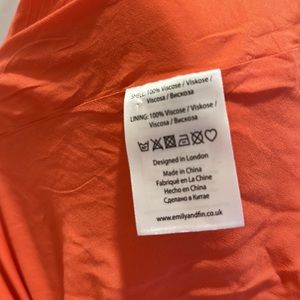 SHELL: 100% Viscose / Viskose /
Viscosa / Вискоза
LINING: 100% Viscose / Viskose /
Viscosa / Вискоза
Designed in London
Made in China
Fabriqué en La Chine
Hecho en China
Сделано в Китае
www.emilyandfin.co.uk